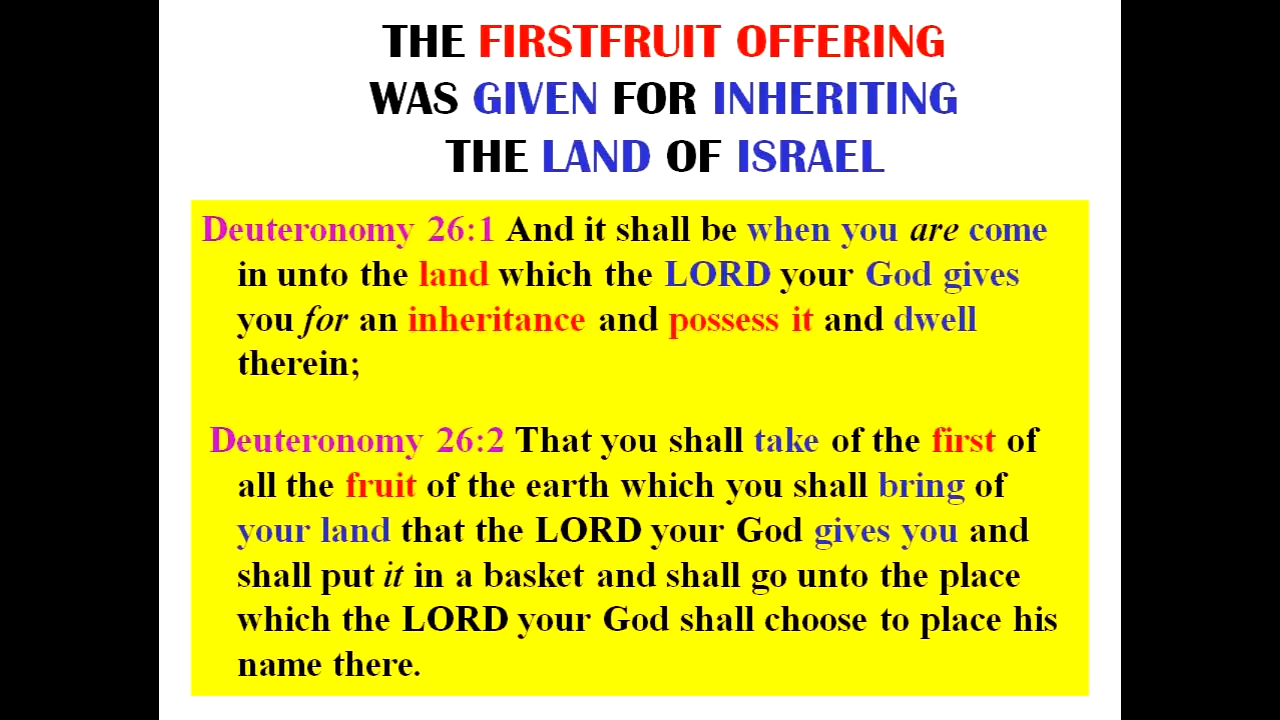 THE FIRSTFRUIT OFFERING
WAS GIVEN FOR INHERITING
THE LAND OF ISRAEL
Deuteronomy 26:1 And it shall be when you are come
in unto the land which the LORD your God gives
you for an inheritance and possess it and dwell
therein;
Deuteronomy 26:2 That you shall take of the first of
all the fruit of the earth which you shall bring of
your land that the LORD your God gives you and
shall put it in a basket and shall go unto the place
which the LORD your God shall choose to place his
name there.